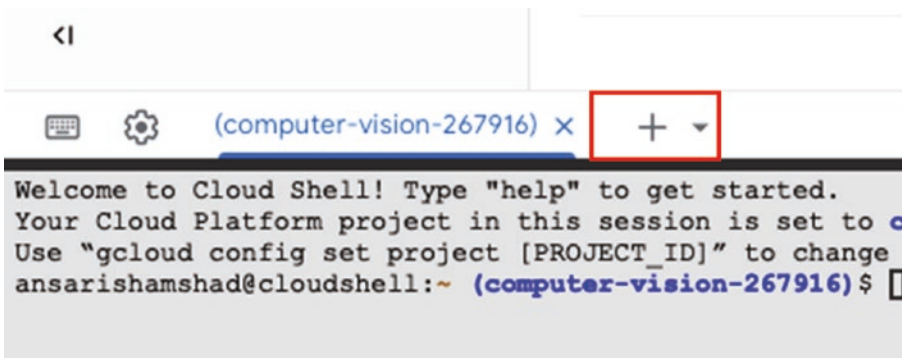 (computer-vision-267916)
Welcome to Cloud Shell! Type "help" to get started.
Your Cloud Platform project in this session is set to
Use “gcloud config set project [PROJECT_ID]” to change
ansarishamshad@cloudshell:~ (computer-vision-267916)$